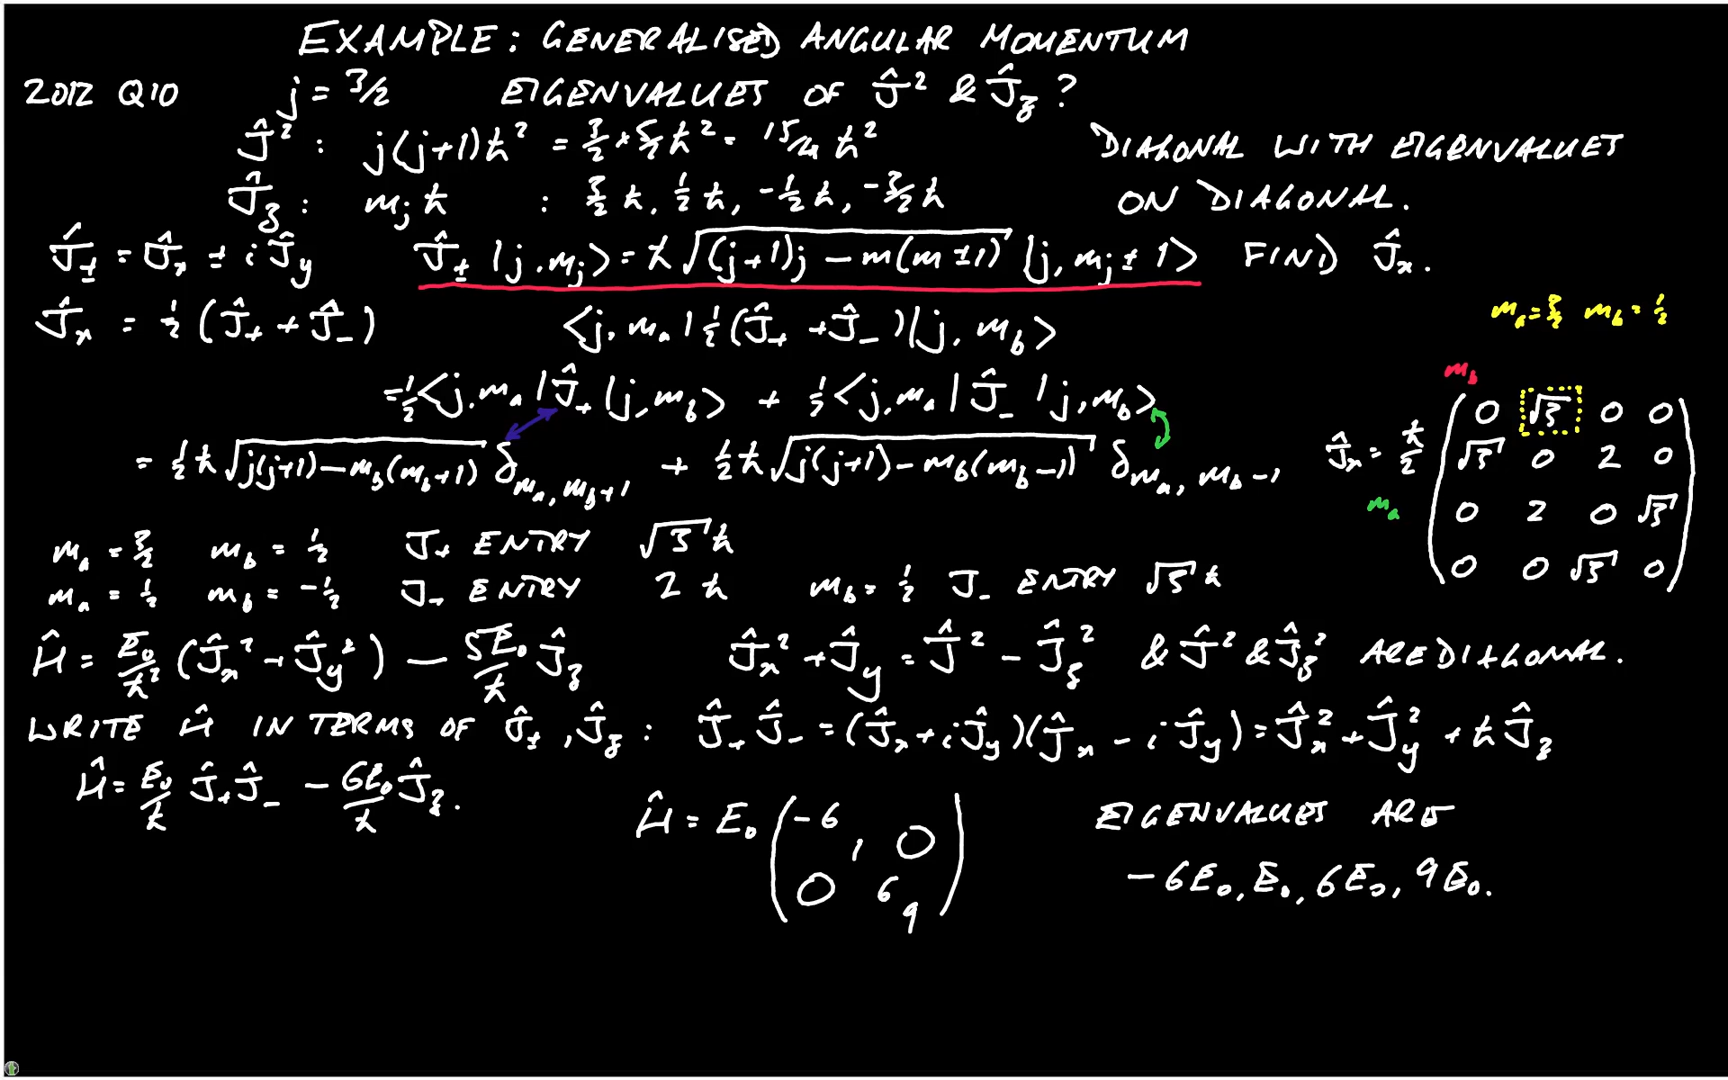 EXAMPLE: GENERALISED ANGULAR MOMENTUM
2012 Q10 j = 3/2 EIGENVALUES OF Ĵ² & Ĵz ?
Ĵ² : j(j+1)ħ² = 3/2 × 5/2 ħ² = 15/4 ħ² DIAGONAL WITH EIGENVALUES
Ĵz : mj ħ : 3/2 ħ, 1/2 ħ, -1/2 ħ, -3/2 ħ ON DIAGONAL.
Ĵ± = Ĵx ± iĴy Ĵ± |j, mj> = ħ √((j+1)j - m(m±1)) |j, mj±1> FIND Ĵx.
Ĵx = 1/2 (Ĵ+ + Ĵ-) <j, ma | 1/2 (Ĵ+ + Ĵ-) | j, mb>
ma = 3/2 mb = 1/2
= 1/2 <j, ma | Ĵ+ | j, mb> + 1/2 <j, ma | Ĵ- | j, mb>
= 1/2 ħ √(j(j+1) - mb(mb+1)) δma, mb+1 + 1/2 ħ √(j(j+1) - mb(mb-1)) δma, mb-1
mb
Ĵx = ħ/2
ma
0 √3 0 0
√3 0 2 0
0 2 0 √3
0 0 √3 0
ma = 3/2 mb = 1/2 J+ ENTRY √3 ħ
ma = 1/2 mb = -1/2 J+ ENTRY 2 ħ mb = 1/2 J- ENTRY √3 ħ
Ĥ = E0/ħ² (Ĵx² + Ĵy²) - 5E0/ħ Ĵz Ĵx² + Ĵy = Ĵ² - Ĵz² & Ĵ² & Ĵz² ARE DIAGONAL.
WRITE Ĥ IN TERMS OF Ĵ±, Ĵz : Ĵ+ Ĵ- = (Ĵx + iĴy)(Ĵx - iĴy) = Ĵx² + Ĵy² + ħĴz
Ĥ = E0/ħ Ĵ+Ĵ- - 6E0/ħ Ĵz.
Ĥ = E0 (-6 , 0
0 6 9)
EIGENVALUES ARE
-6E0, E0, 6E0, 9E0.